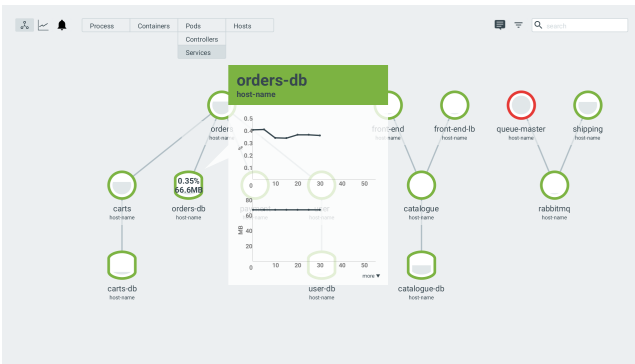 Process Containers Pods Hosts
search
Controllers
Services
orders-db
host-name
0.5
0.4
0.3
0.2
0.1
%
0 10 20 30 40 50
80
60
40
20
MB
0 10 20 30 40 50
more ▼
orders
host-name
front-end
host-name
front-end-lb
host-name
queue-master
host-name
shipping
host-name
0.35%
66.6MB
carts
host-name
orders-db
host-name
catalogue
host-name
rabbitmq
host-name
carts-db
host-name
user-db
host-name
catalogue-db
host-name